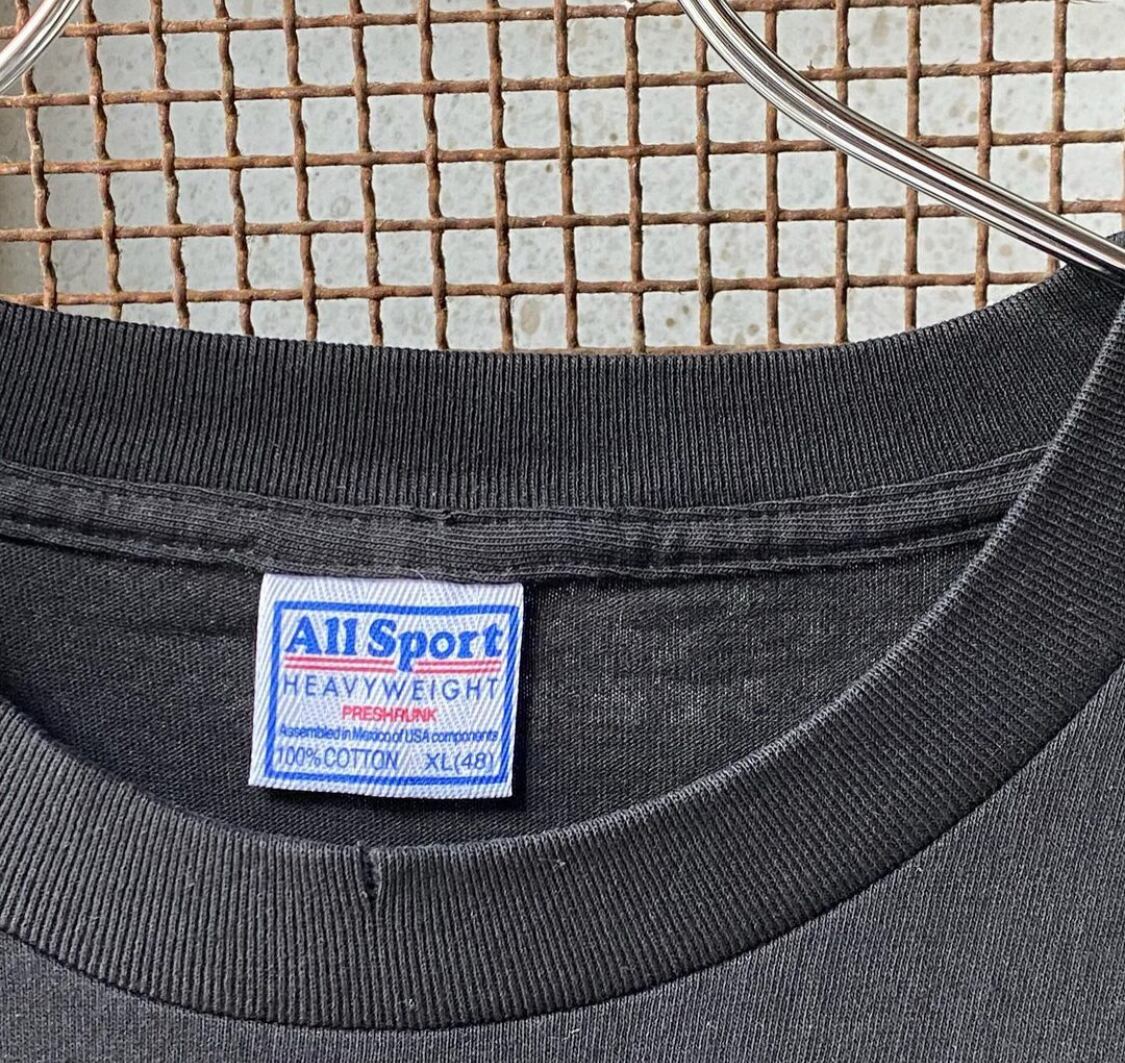 All Sport
HEAVYWEIGHT
PRESHRUNK
Assembled in Mexico of USA components
100% COTTON XL(48)